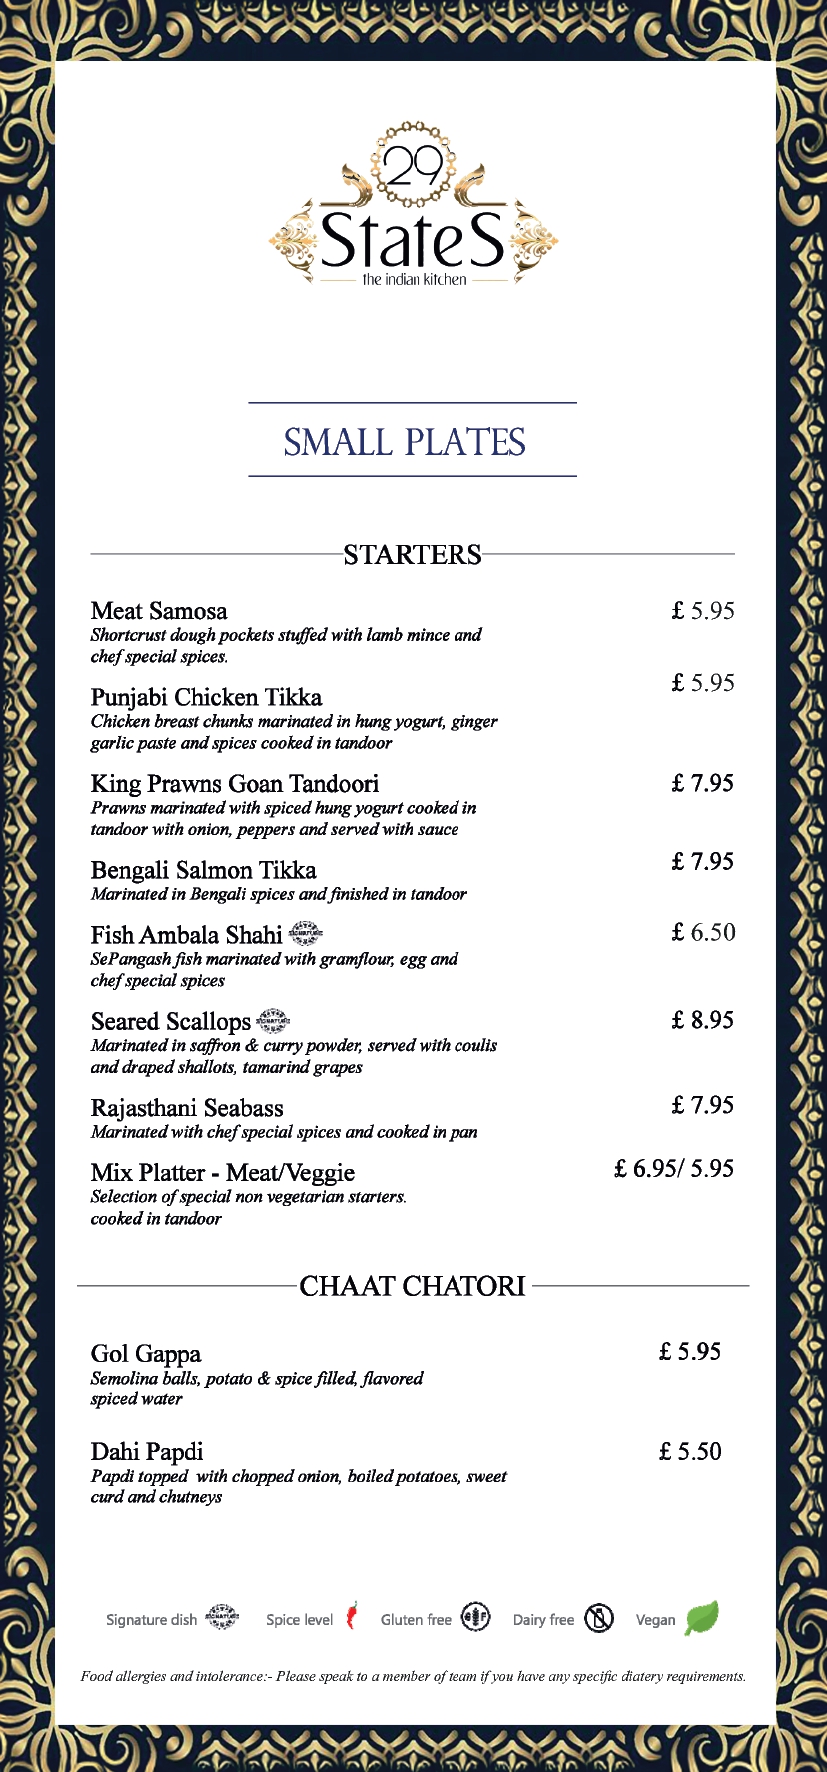 29
StateS
the indian kitchen
SMALL PLATES
STARTERS
Meat Samosa £ 5.95
Shortcrust dough pockets stuffed with lamb mince and
chef special spices.
Punjabi Chicken Tikka £ 5.95
Chicken breast chunks marinated in hung yogurt, ginger
garlic paste and spices cooked in tandoor
King Prawns Goan Tandoori £ 7.95
Prawns marinated with spiced hung yogurt cooked in
tandoor with onion, peppers and served with sauce
Bengali Salmon Tikka £ 7.95
Marinated in Bengali spices and finished in tandoor
Fish Ambala Shahi SIGNATURE £ 6.50
SePangash fish marinated with gramflour, egg and
chef special spices
Seared Scallops SIGNATURE £ 8.95
Marinated in saffron & curry powder, served with coulis
and draped shallots, tamarind grapes
Rajasthani Seabass £ 7.95
Marinated with chef special spices and cooked in pan
Mix Platter - Meat/Veggie £ 6.95/ 5.95
Selection of special non vegetarian starters.
cooked in tandoor
CHAAT CHATORI
Gol Gappa £ 5.95
Semolina balls, potato & spice filled, flavored
spiced water
Dahi Papdi £ 5.50
Papdi topped with chopped onion, boiled potatoes, sweet
curd and chutneys
Signature dish SIGNATURE Spice level Gluten free G F Dairy free Vegan
Food allergies and intolerance:- Please speak to a member of team if you have any specific diatery requirements.